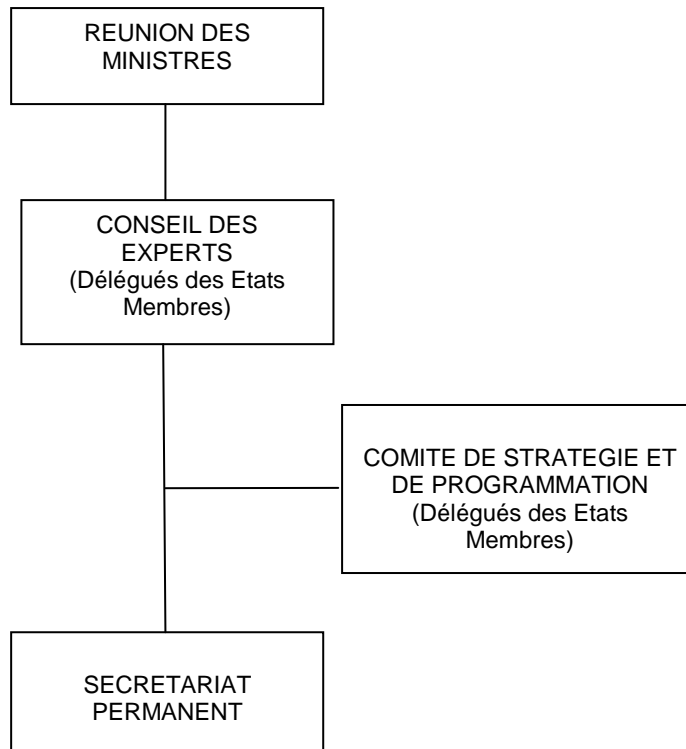 REUNION DES
MINISTRES
CONSEIL DES
EXPERTS
(Délégués des Etats
Membres)
COMITE DE STRATEGIE ET
DE PROGRAMMATION
(Délégués des Etats
Membres)
SECRETARIAT
PERMANENT